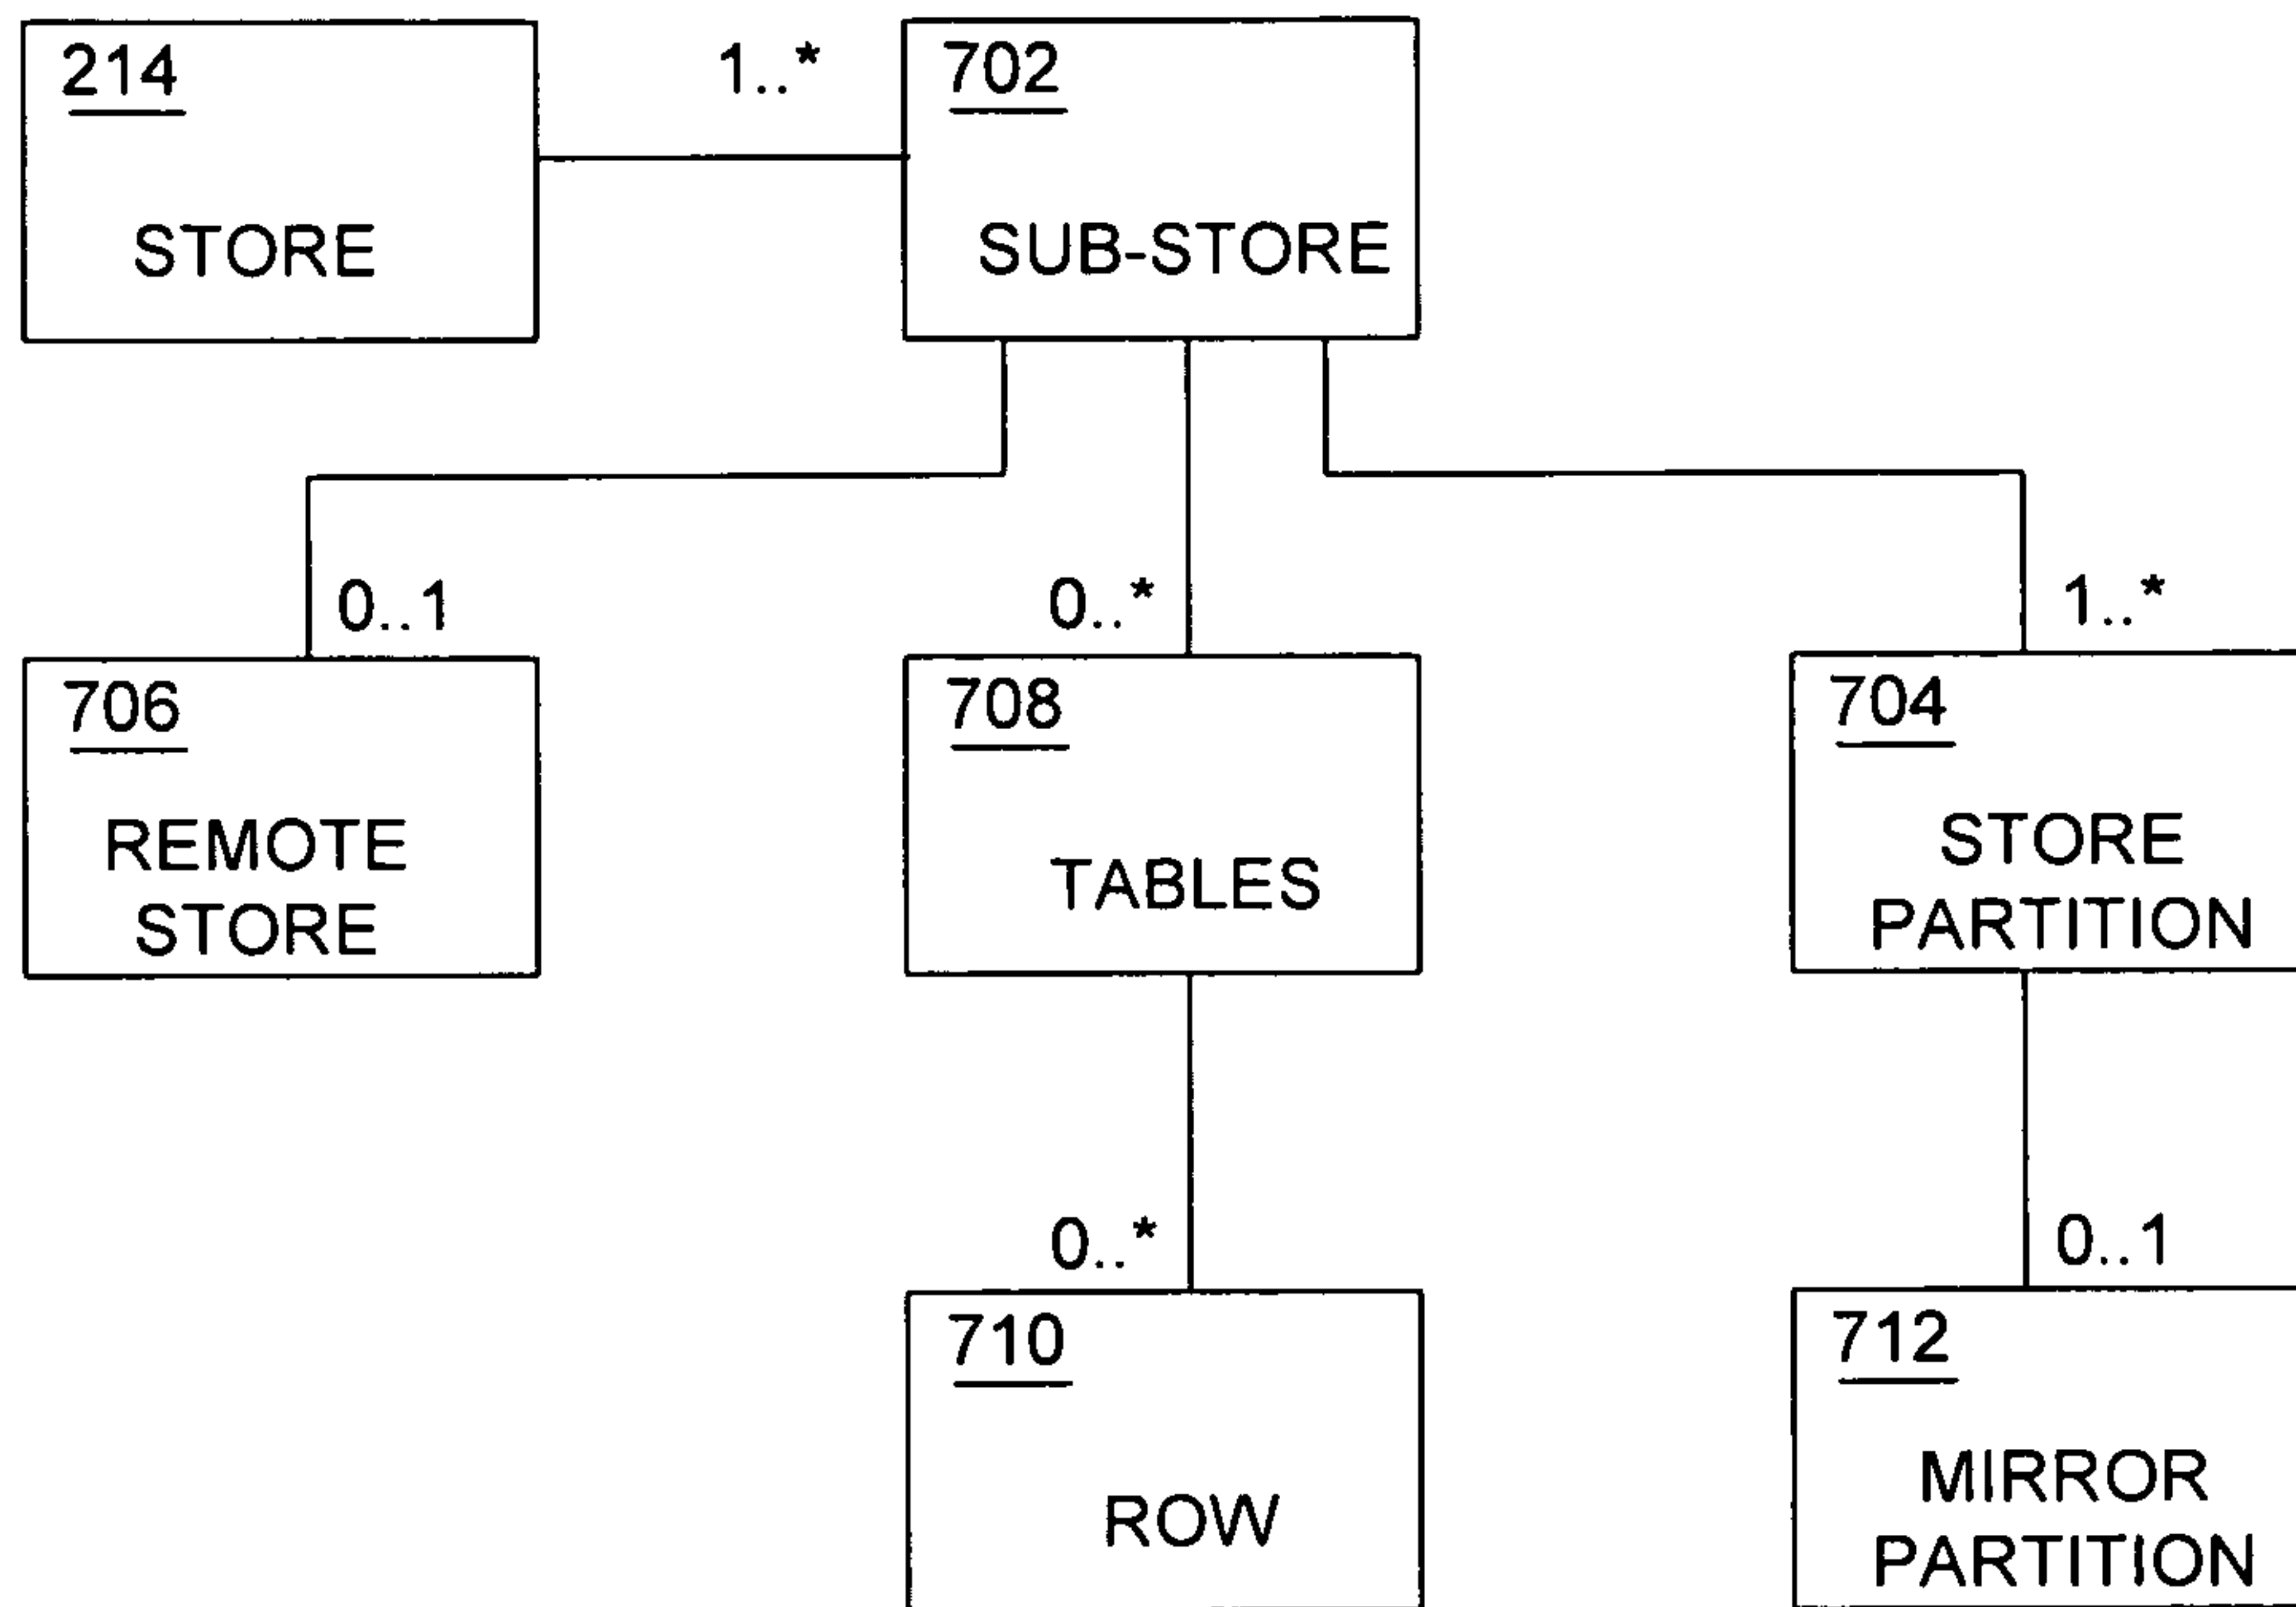 214
STORE
1..*
702
SUB-STORE
0..1
0..*
1..*
706
REMOTE
STORE
708
TABLES
704
STORE
PARTITION
0..*
0..1
710
ROW
712
MIRROR
PARTITION